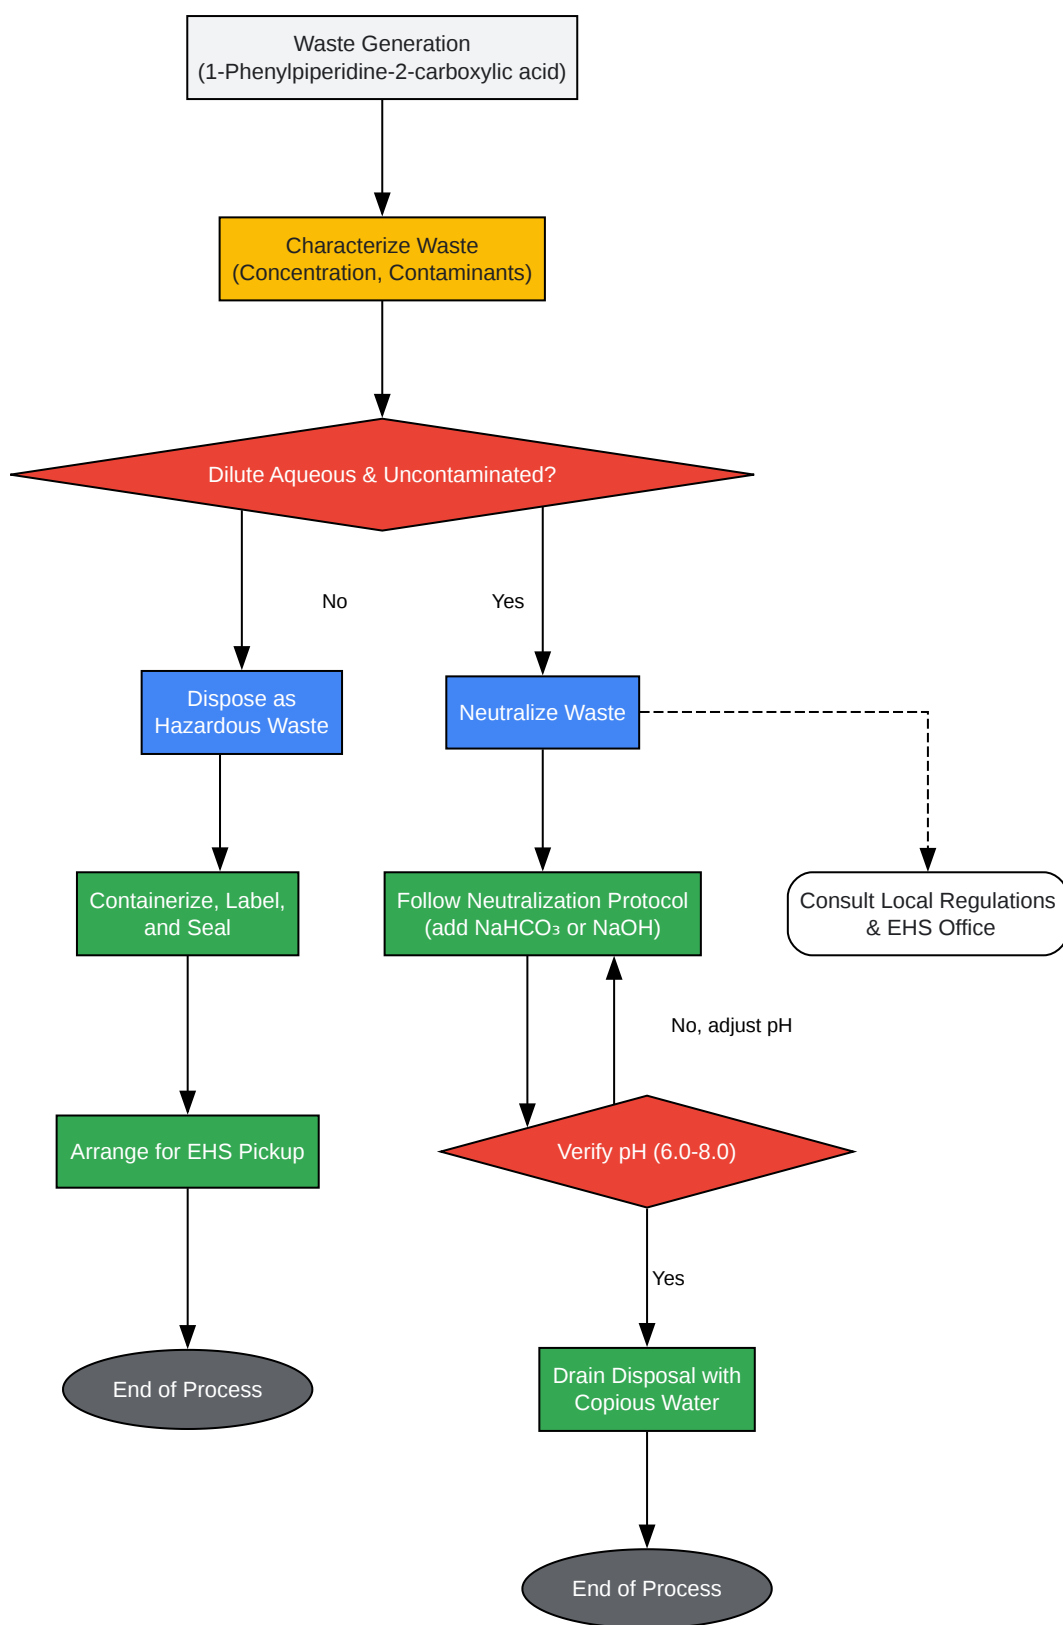 Waste Generation
(1-Phenylpiperidine-2-carboxylic acid)
Characterize Waste
(Concentration, Contaminants)
Dilute Aqueous & Uncontaminated?
No
Yes
Dispose as
Hazardous Waste
Neutralize Waste
Containerize, Label,
and Seal
Follow Neutralization Protocol
(add NaHCO₃ or NaOH)
Consult Local Regulations
& EHS Office
No, adjust pH
Arrange for EHS Pickup
Verify pH (6.0-8.0)
Yes
End of Process
Drain Disposal with
Copious Water
End of Process